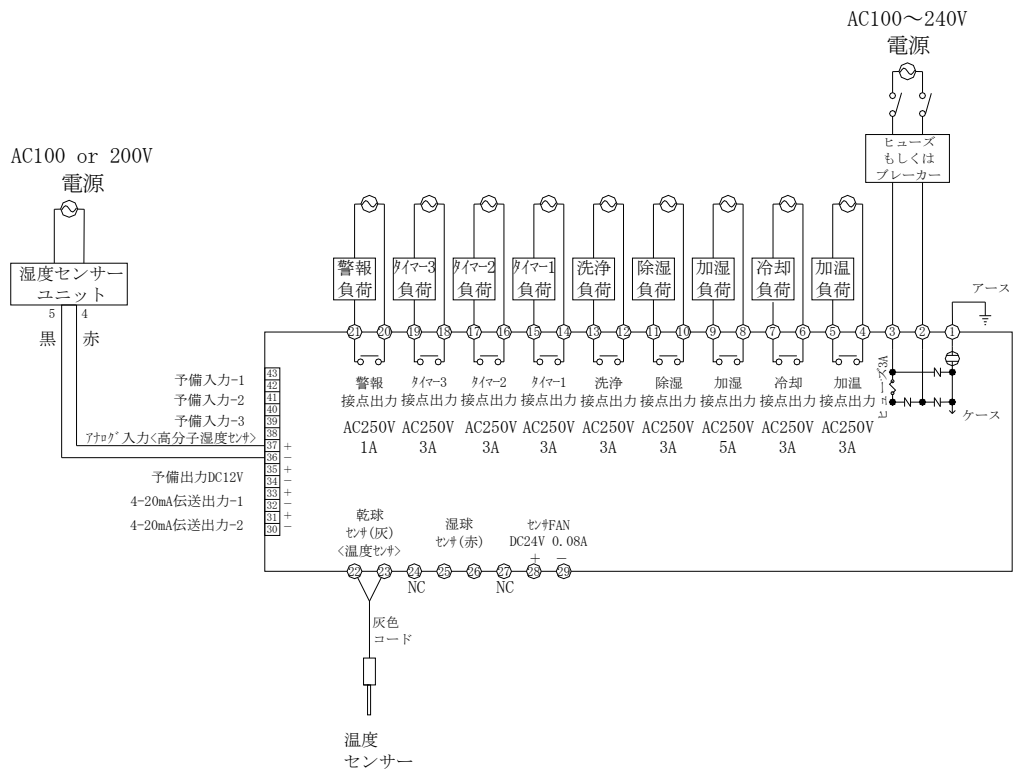 AC100～240V
電源
ヒューズ
もしくは
ブレーカー
AC100 or 200V
電源
湿度センサー
ユニット
5 4
黒 赤
警報
負荷
ﾀｲﾏｰ3
負荷
ﾀｲﾏｰ2
負荷
ﾀｲﾏｰ1
負荷
洗浄
負荷
除湿
負荷
加湿
負荷
冷却
負荷
加温
負荷
アース
21 20 19 18 17 16 15 14 13 12 11 10 9 8 7 6 5 4 3 2 1
ヒューズ3A
N
N N
ケース
警報
接点出力
AC250V
1A
ﾀｲﾏｰ3
接点出力
AC250V
3A
ﾀｲﾏｰ2
接点出力
AC250V
3A
ﾀｲﾏｰ1
接点出力
AC250V
3A
洗浄
接点出力
AC250V
3A
除湿
接点出力
AC250V
3A
加湿
接点出力
AC250V
5A
冷却
接点出力
AC250V
3A
加温
接点出力
AC250V
3A
予備入力-1
予備入力-2
予備入力-3
ｱﾅﾛｸﾞ入力<高分子湿度ｾﾝｻ>
予備出力DC12V
4-20mA伝送出力-1
4-20mA伝送出力-2
43
42
41
40
39
38
37 +
36 −
35 +
34 −
33 +
32 −
31 +
30 −
乾球
ｾﾝｻ(灰)
<温度ｾﾝｻ>
湿球
ｾﾝｻ(赤)
ｾﾝｻFAN
DC24V 0.08A
+ −
22 23 24 25 26 27 28 29
NC NC
灰色
コード
温度
センサー